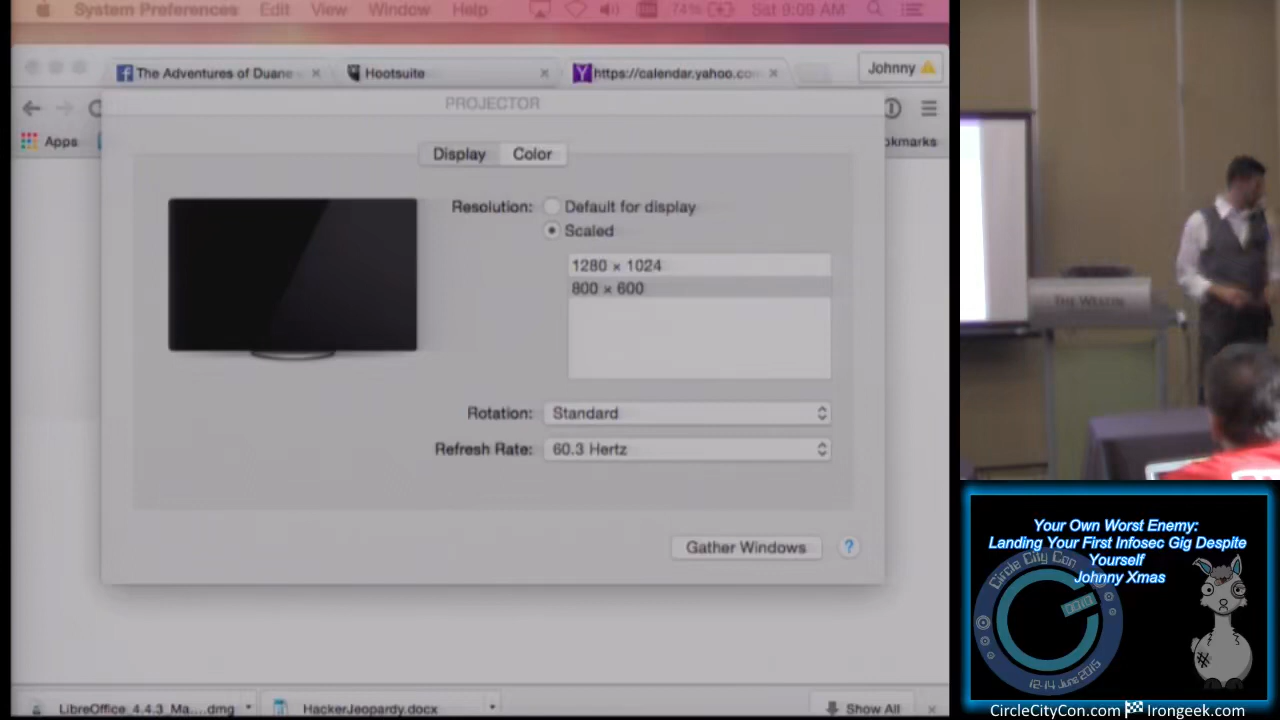 System Preferences Edit View Window Help 74% Sat 9:09 AM
The Adventures of Duane
Hootsuite
https://calendar.yahoo.co
Johnny
PROJECTOR
Apps
okmarks
Display Color
Resolution: Default for display
Scaled
1280 × 1024
800 × 600
Rotation: Standard
Refresh Rate: 60.3 Hertz
Gather Windows ?
LibreOffice_4.4.3_Ma....dmg
HackerJeopardy.docx
Show All
THE WESTIN
Your Own Worst Enemy:
Landing Your First Infosec Gig Despite
Yourself
Johnny Xmas
Circle City Con
12-14 June 2015
CircleCityCon.com Irongeek.com